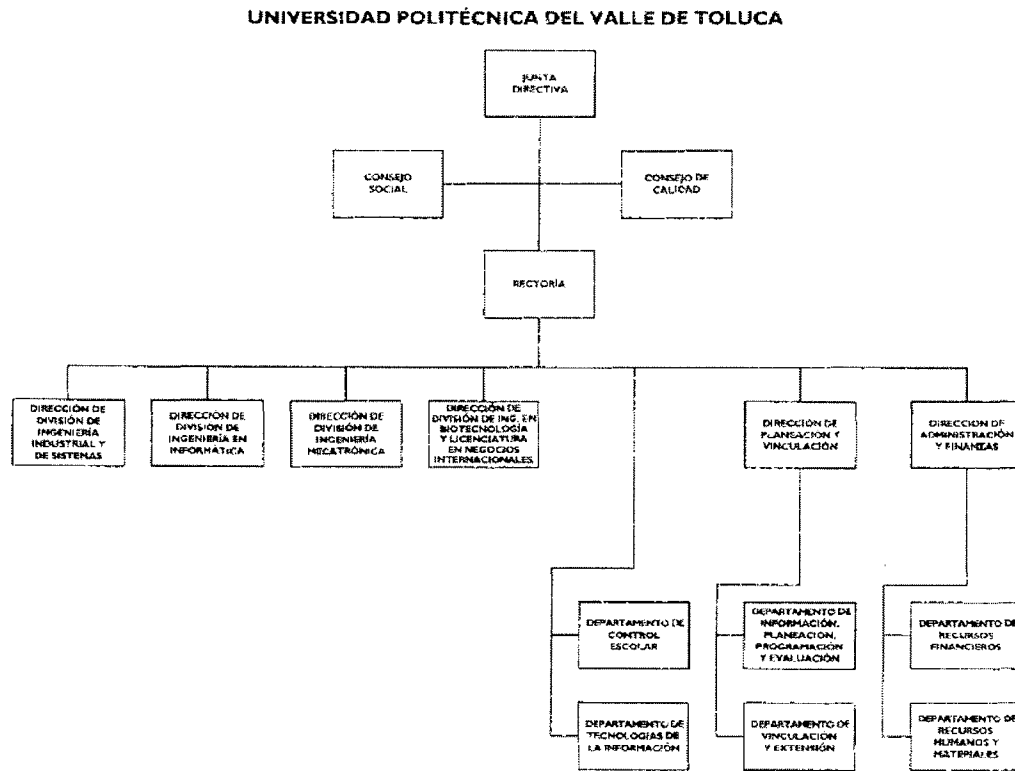 UNIVERSIDAD POLITÉCNICA DEL VALLE DE TOLUCA
JUNTA
DIRECTIVA
CONSEJO
SOCIAL
CONSEJO DE
CALIDAD
RECTORÍA
DIRECCIÓN DE
DIVISIÓN DE
INGENIERÍA
INDUSTRIAL Y
DE SISTEMAS
DIRECCIÓN DE
DIVISIÓN DE
INGENIERÍA EN
INFORMÁTICA
DIRECCIÓN DE
DIVISIÓN DE
INGENIERÍA
MECATRÓNICA
DIRECCIÓN DE
DIVISIÓN DE ING. EN
BIOTECNOLOGÍA
Y LICENCIATURA
EN NEGOCIOS
INTERNACIONALES
DIRECCIÓN DE
PLANEACIÓN Y
VINCULACIÓN
DIRECCIÓN DE
ADMINISTRACIÓN
Y FINANZAS
DEPARTAMENTO DE
CONTROL
ESCOLAR
DEPARTAMENTO DE
INFORMACIÓN,
PLANEACIÓN,
PROGRAMACIÓN
Y EVALUACIÓN
DEPARTAMENTO DE
RECURSOS
FINANCIEROS
DEPARTAMENTO DE
TECNOLOGÍAS DE
LA INFORMACIÓN
DEPARTAMENTO DE
VINCULACIÓN
Y EXTENSIÓN
DEPARTAMENTO DE
RECURSOS
HUMANOS Y
MATERIALES